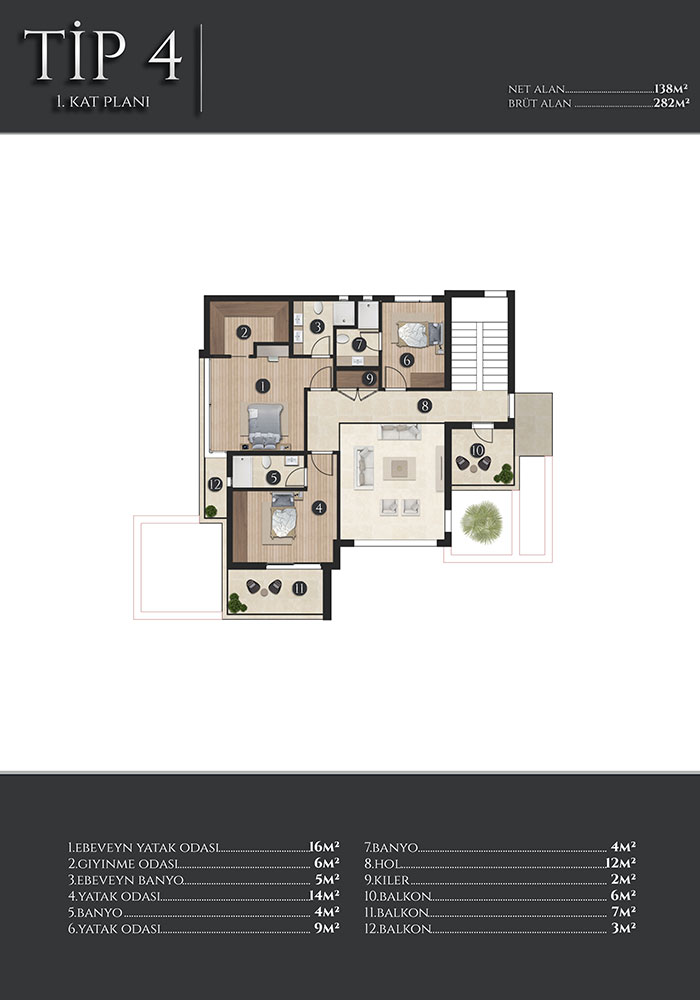 TİP 4
1. KAT PLANI
NET ALAN..............................138M²
BRÜT ALAN ..............................282M²
2
3
7
6
1
9
8
10
5
12
4
11
1.EBEVEYN YATAK ODASI..............................16M²
2.GIYINME ODASI..............................6M²
3.EBEVEYN BANYO..............................5M²
4.YATAK ODASI..............................14M²
5.BANYO..............................4M²
6.YATAK ODASI..............................9M²
7.BANYO..............................4M²
8.HOL..............................12M²
9.KILER..............................2M²
10.BALKON..............................6M²
11.BALKON..............................7M²
12.BALKON..............................3M²